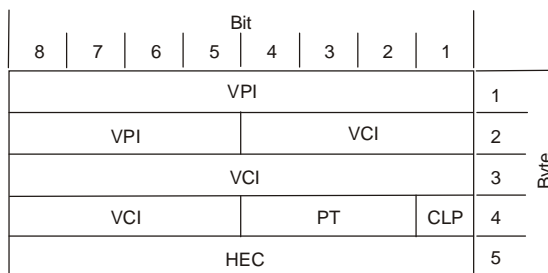 Bit
8 7 6 5 4 3 2 1
VPI 1
VPI VCI 2
VCI 3
VCI PT CLP 4
HEC 5
Byte